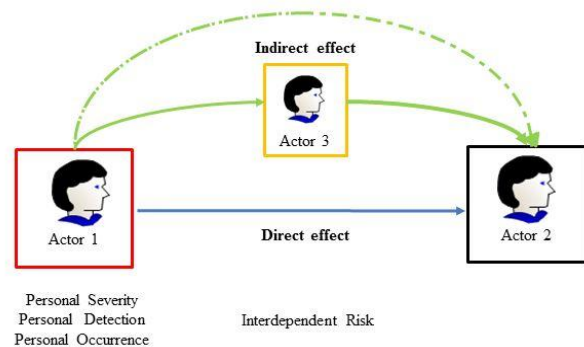 Indirect effect
Actor 3
Actor 1
Actor 2
Direct effect
Personal Severity
Personal Detection
Personal Occurrence
Interdependent Risk